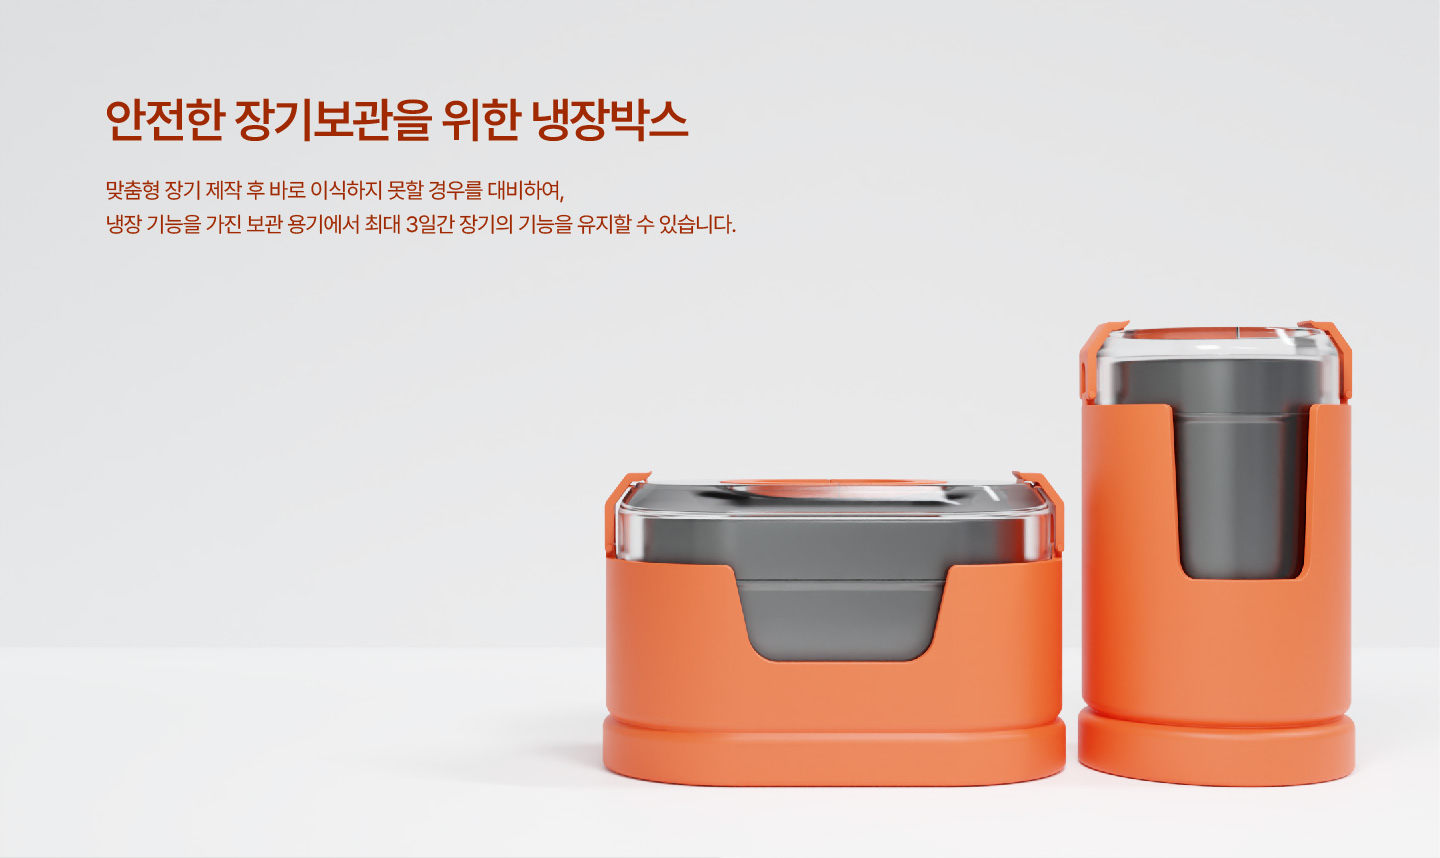 안전한 장기보관을 위한 냉장박스
맞춤형 장기 제작 후 바로 이식하지 못할 경우를 대비하여,
냉장 기능을 가진 보관 용기에서 최대 3일간 장기의 기능을 유지할 수 있습니다.